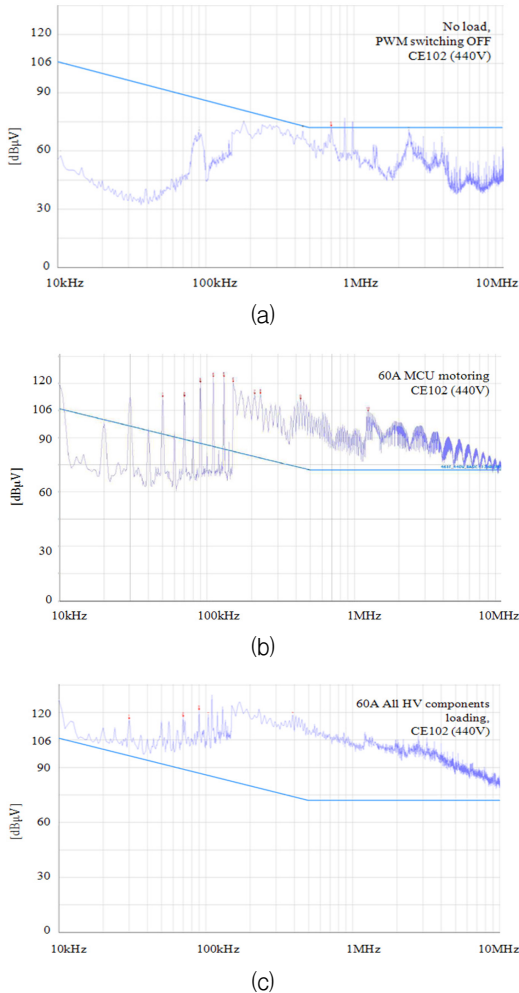 120
106
90
60
30
0
[dBμV]
No load,
PWM switching OFF
CE102 (440V)
10kHz 100kHz 1MHz 10MHz
(a)
120
106
90
60
30
0
[dBμV]
60A MCU motoring
CE102 (440V)
10kHz 100kHz 1MHz 10MHz
(b)
120
106
90
60
30
0
[dBμV]
60A All HV components
loading,
CE102 (440V)
10kHz 100kHz 1MHz 10MHz
(c)